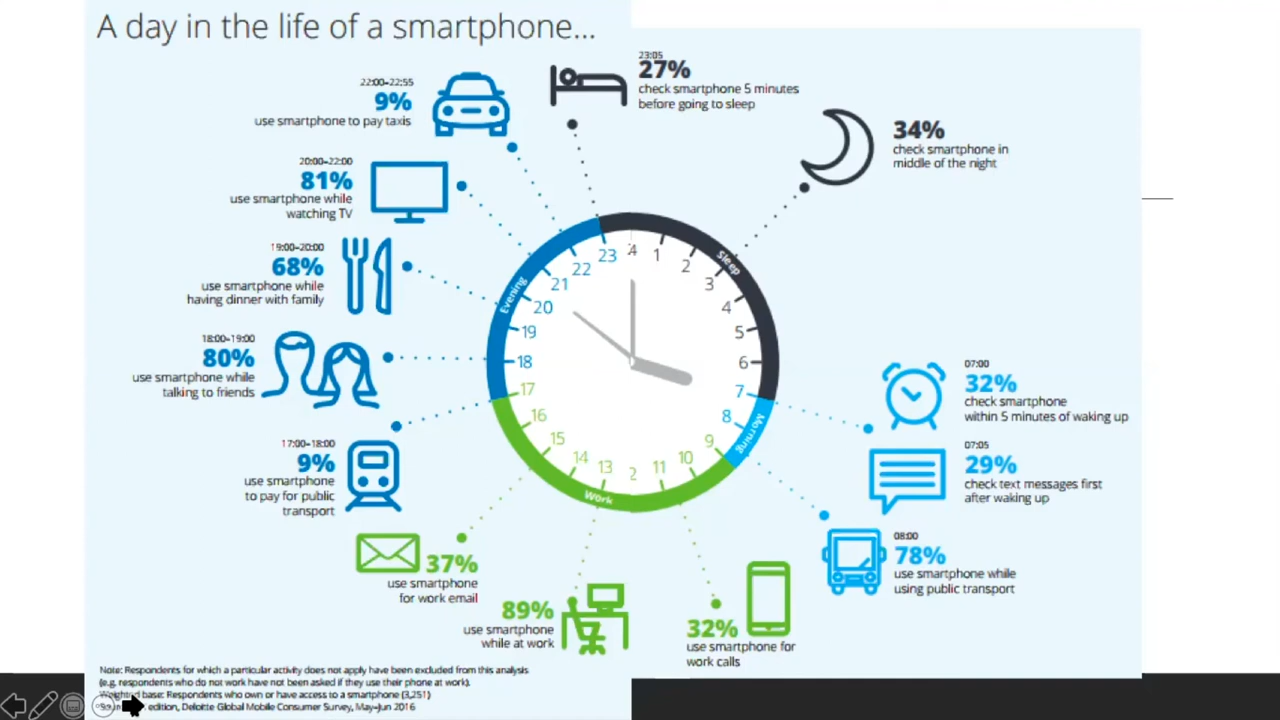 A day in the life of a smartphone...
23:05
27%
check smartphone 5 minutes
before going to sleep
34%
check smartphone in
middle of the night
22:00–22:55
9%
use smartphone to pay taxis
20:00–22:00
81%
use smartphone while
watching TV
19:00–20:00
68%
use smartphone while
having dinner with family
18:00–19:00
80%
use smartphone while
talking to friends
17:00–18:00
9%
use smartphone
to pay for public
transport
37%
use smartphone
for work email
89%
use smartphone
while at work
32%
use smartphone for
work calls
08:00
78%
use smartphone while
using public transport
07:05
29%
check text messages first
after waking up
07:00
32%
check smartphone
within 5 minutes of waking up
Sleep
Morning
Work
Evening
4
1
2
3
4
5
6
7
8
9
10
11
2
13
14
15
16
17
18
19
20
21
22
23
Note: Respondents for which a particular activity does not apply have been excluded from this analysis
(e.g. respondents who do not work have not been asked if they use their phone at work).
Weighted base: Respondents who own or have access to a smartphone (3,251)
edition, Deloitte Global Mobile Consumer Survey, May–Jun 2016